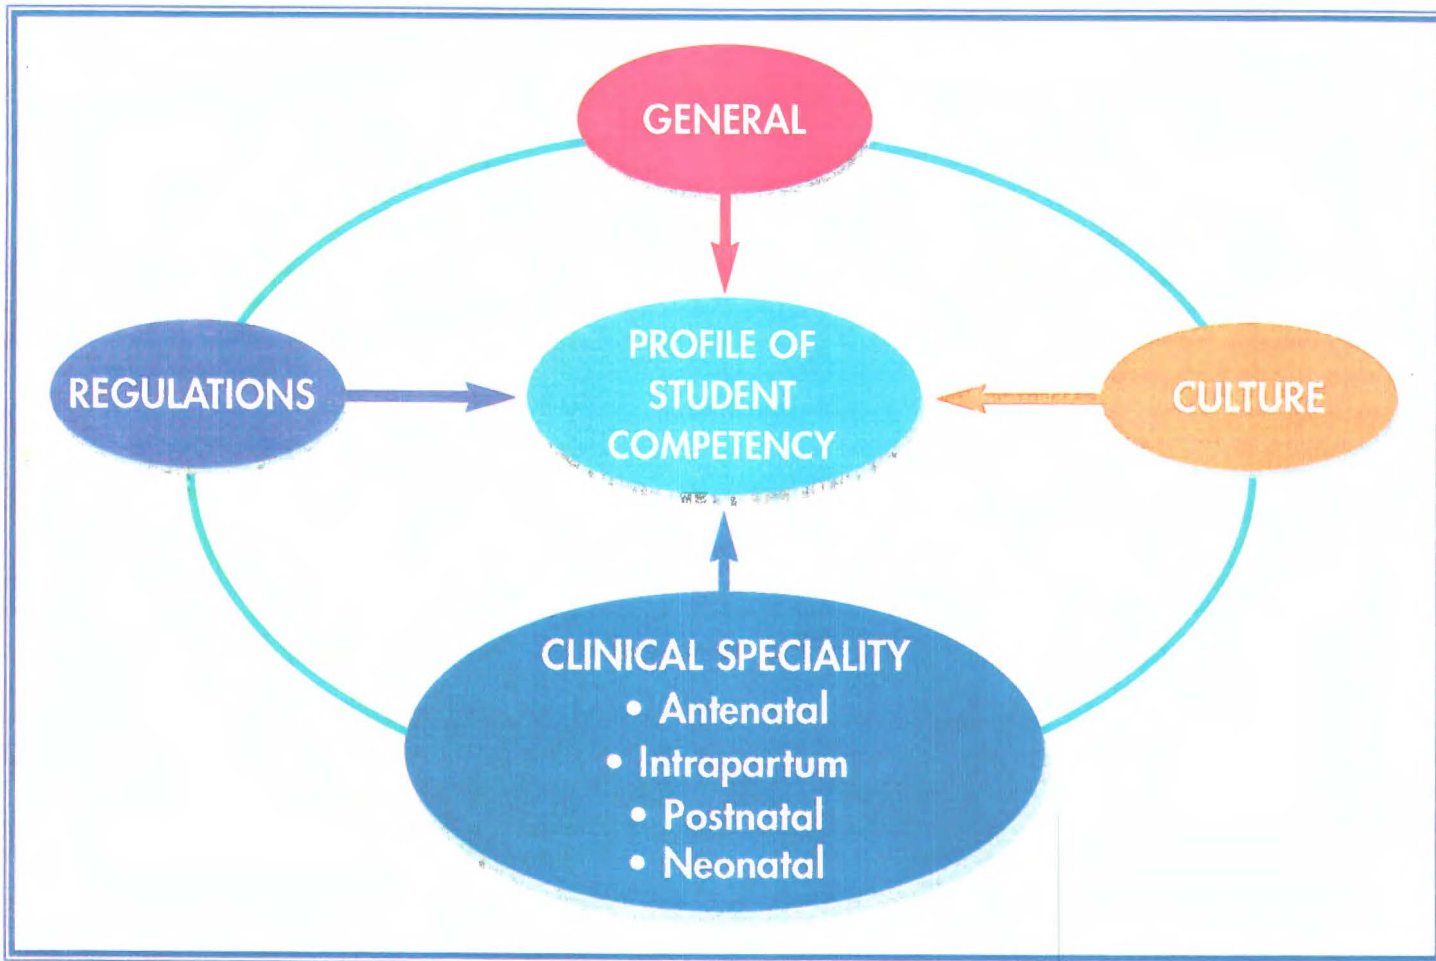 GENERAL
REGULATIONS
PROFILE OF
STUDENT
COMPETENCY
CULTURE
CLINICAL SPECIALITY
• Antenatal
• Intrapartum
• Postnatal
• Neonatal